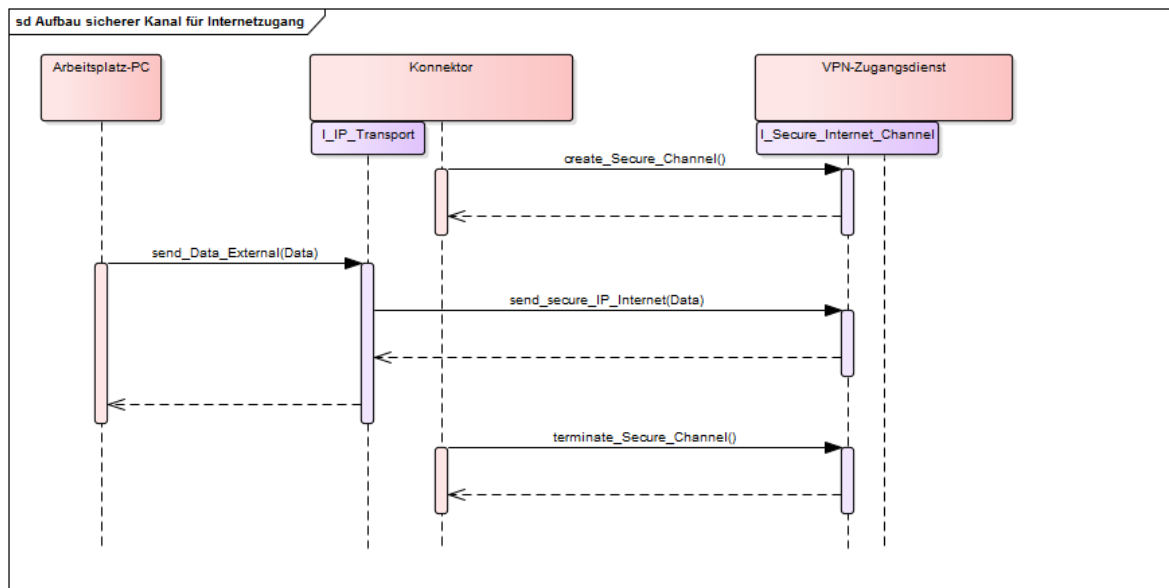 sd Aufbau sicherer Kanal für Internetzugang
Arbeitsplatz-PC
Konnektor
VPN-Zugangsdienst
I_IP_Transport
I_Secure_Internet_Channel
create_Secure_Channel()
send_Data_External(Data)
send_secure_IP_Internet(Data)
terminate_Secure_Channel()